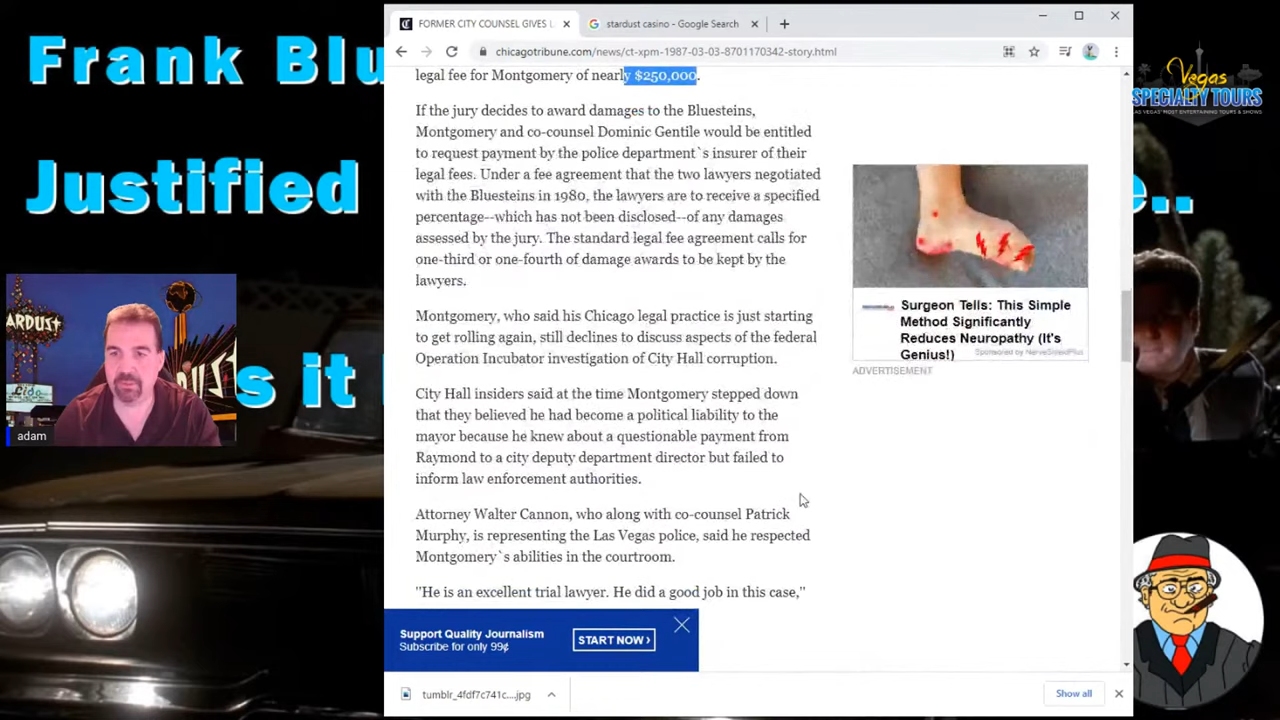 Frank Blu
Justified
s it
e..
FORMER CITY COUNSEL GIVES L
stardust casino - Google Search
chicagotribune.com/news/ct-xpm-1987-03-03-8701170342-story.html
Vegas
SPECIALTY TOURS
LAS VEGAS' MOST ENTERTAINING TOURS & SHOWS
legal fee for Montgomery of nearly $250,000.
If the jury decides to award damages to the Bluesteins,
Montgomery and co-counsel Dominic Gentile would be entitled
to request payment by the police department`s insurer of their
legal fees. Under a fee agreement that the two lawyers negotiated
with the Bluesteins in 1980, the lawyers are to receive a specified
percentage--which has not been disclosed--of any damages
assessed by the jury. The standard legal fee agreement calls for
one-third or one-fourth of damage awards to be kept by the
lawyers.
Montgomery, who said his Chicago legal practice is just starting
to get rolling again, still declines to discuss aspects of the federal
Operation Incubator investigation of City Hall corruption.
City Hall insiders said at the time Montgomery stepped down
that they believed he had become a political liability to the
mayor because he knew about a questionable payment from
Raymond to a city deputy department director but failed to
inform law enforcement authorities.
Attorney Walter Cannon, who along with co-counsel Patrick
Murphy, is representing the Las Vegas police, said he respected
Montgomery`s abilities in the courtroom.
"He is an excellent trial lawyer. He did a good job in this case,"
Surgeon Tells: This Simple
Method Significantly
Reduces Neuropathy (It's
Genius!)
Sponsored by NerveShieldPlus
ADVERTISEMENT
ARDUST
Lido
adam
Support Quality Journalism
Subscribe for only 99¢
START NOW ›
tumblr_4fdf7c741c....jpg
Show all